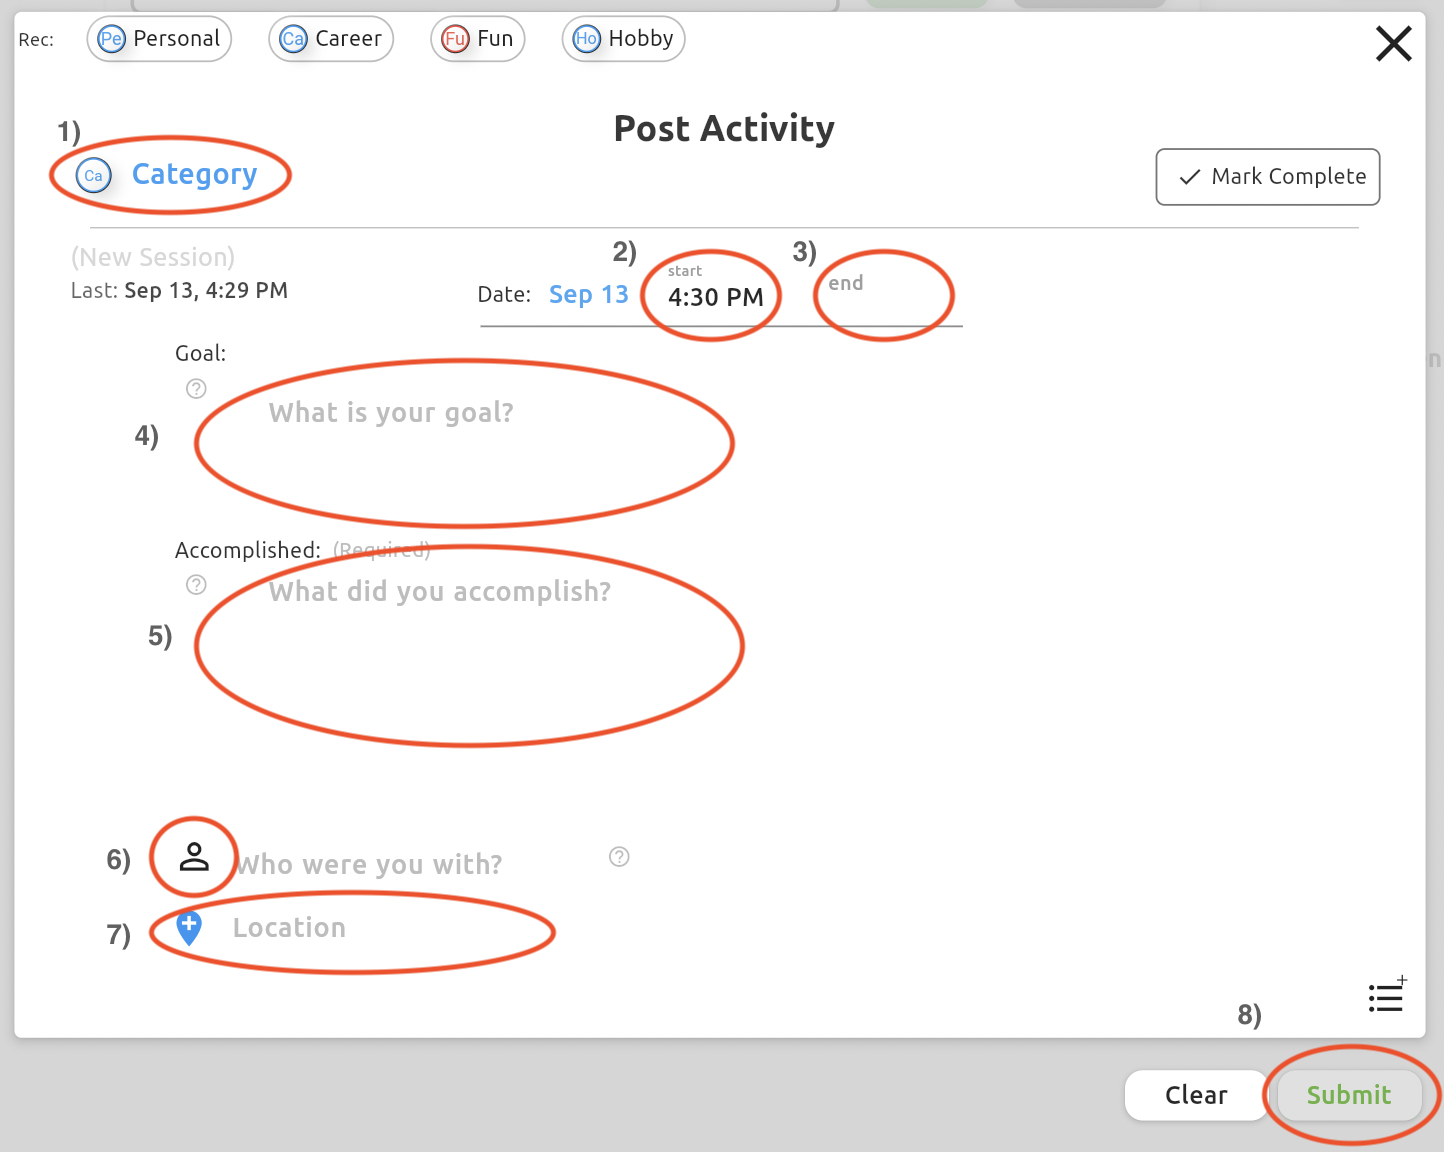 Rec: Pe Personal Ca Career Fu Fun Ho Hobby
Post Activity
1)
Ca Category
Mark Complete
(New Session)
Last: Sep 13, 4:29 PM
2) 3)
Date: Sep 13 start 4:30 PM end
Goal:
What is your goal?
4)
Accomplished: (Required)
What did you accomplish?
5)
6) Who were you with?
7) Location
8)
Clear Submit